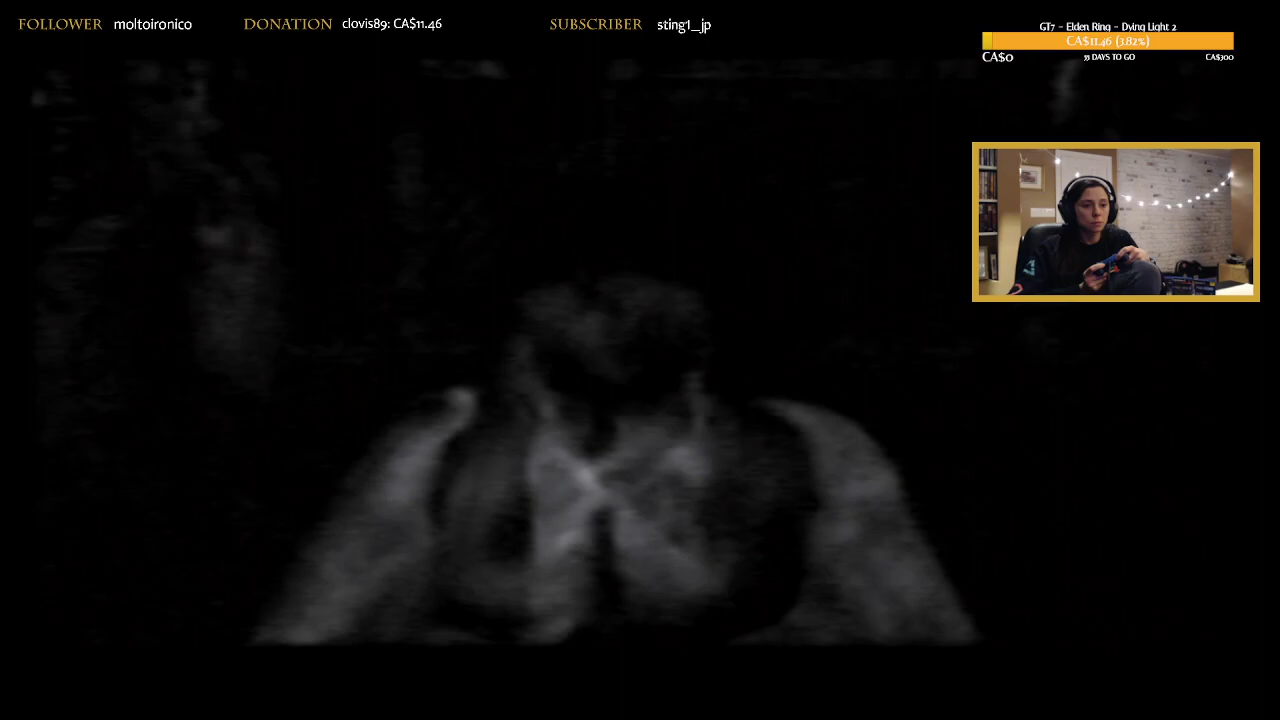 FOLLOWER moltoironico DONATION clovis89: CA$11.46 SUBSCRIBER sting1_jp
GT7 - Elden Ring - Dying Light 2
CA$11.46 (3.82%)
CA$0 33 DAYS TO GO CA$300